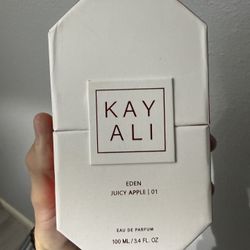 KAY
ALI
EDEN
JUICY APPLE | 01
EAU DE PARFUM
100 ML / 3.4 FL. OZ